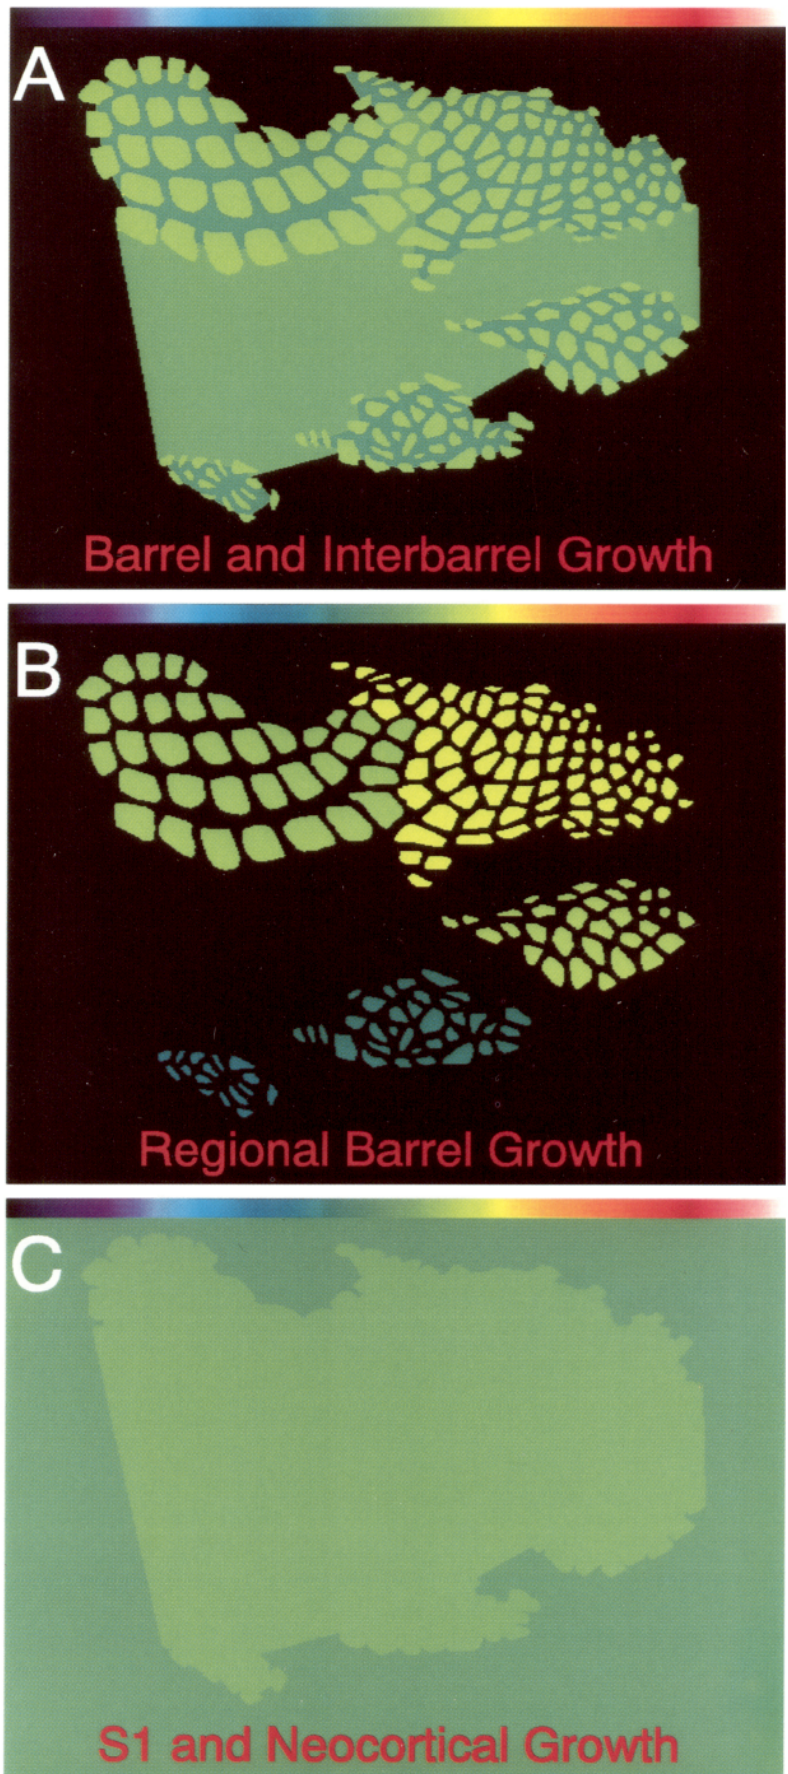 A
Barrel and Interbarrel Growth
B
Regional Barrel Growth
C
S1 and Neocortical Growth